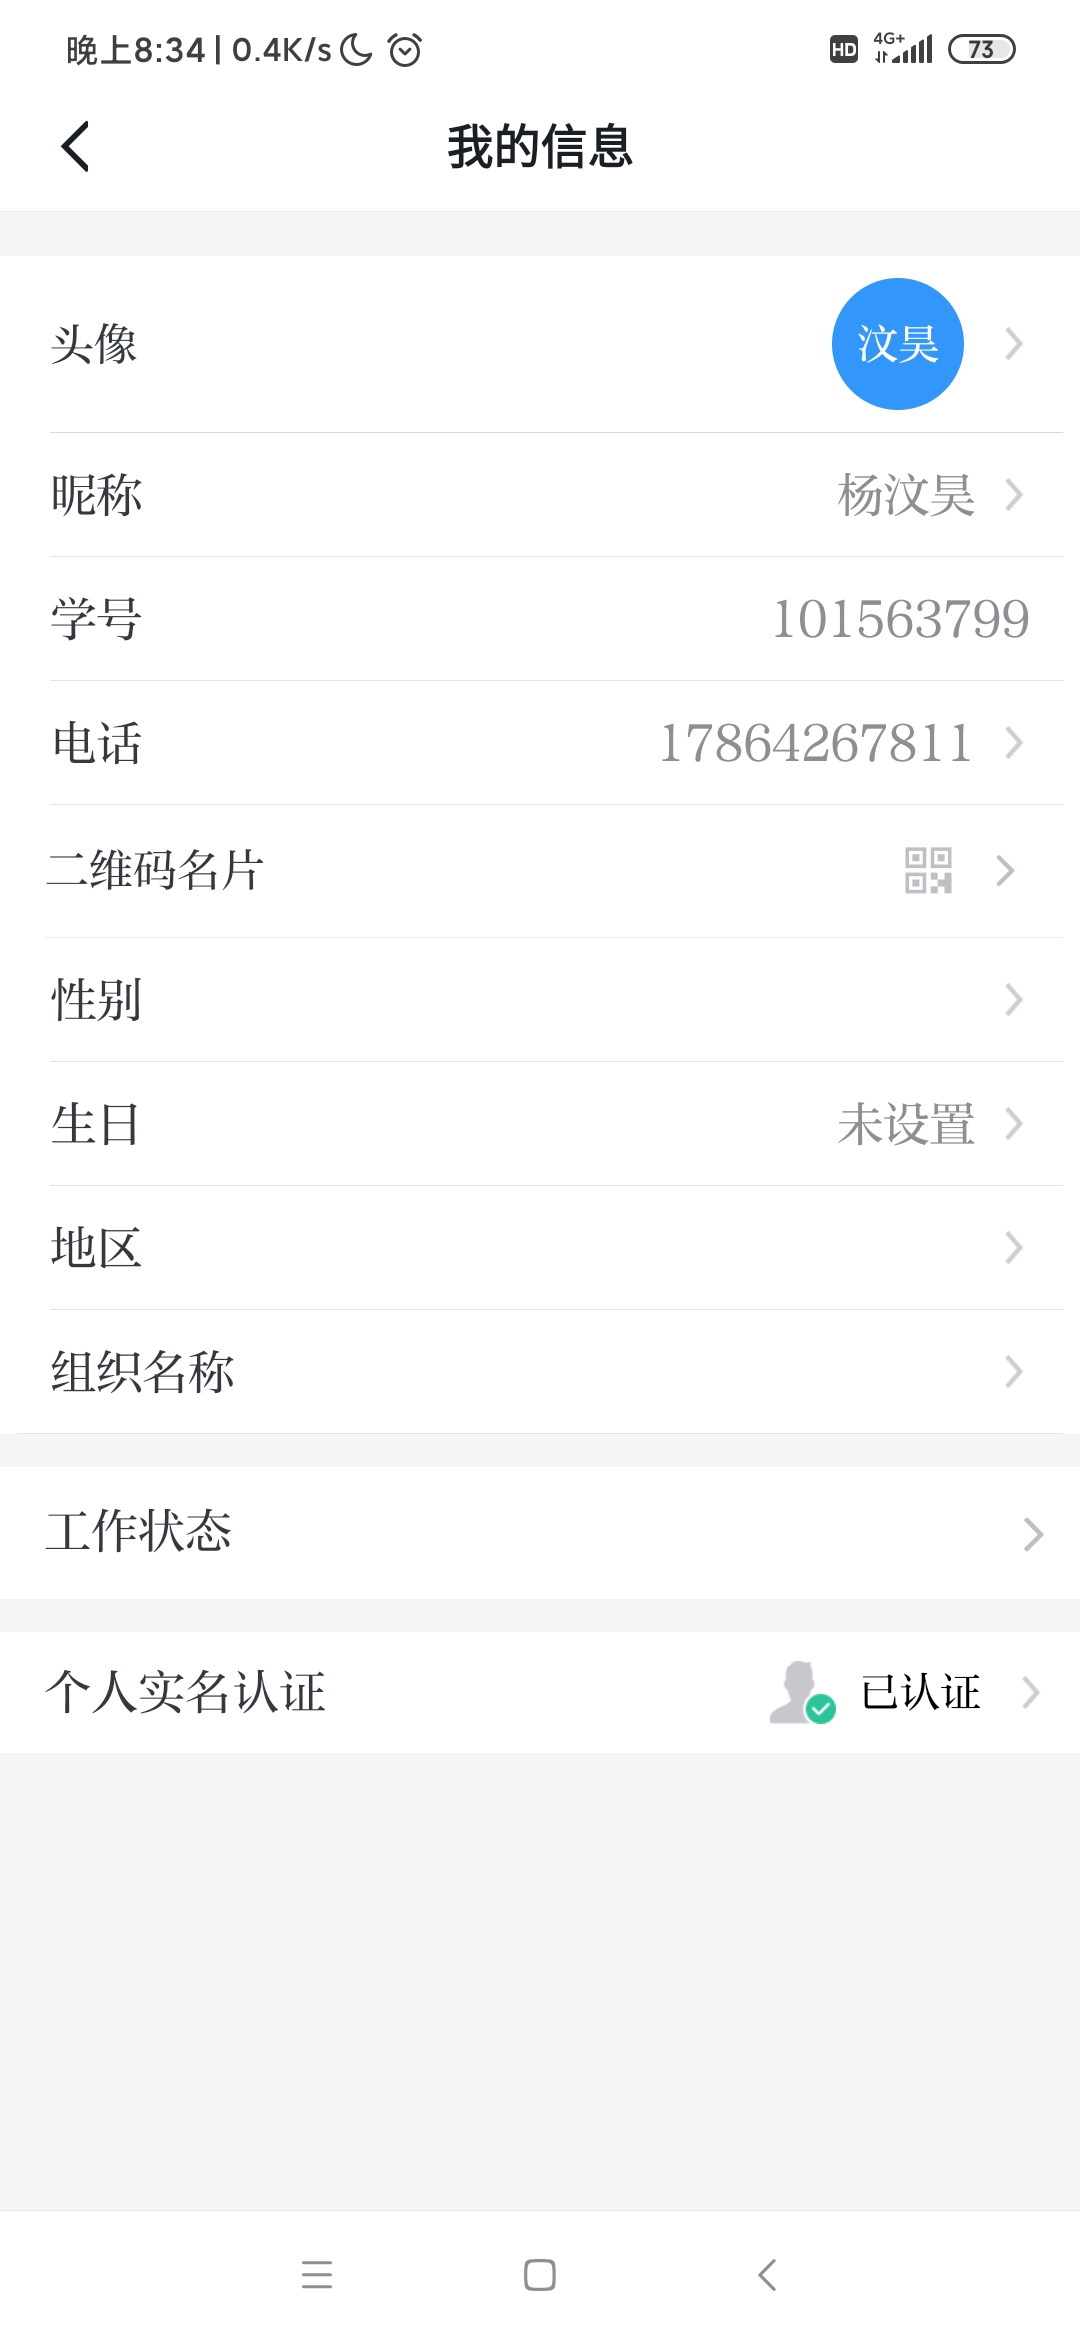 晚上8:34 | 0.4K/s
HD 4G+ 73
我的信息
头像 汶昊
昵称 杨汶昊
学号 101563799
电话 17864267811
二维码名片
性别
生日 未设置
地区
组织名称
工作状态
个人实名认证 已认证